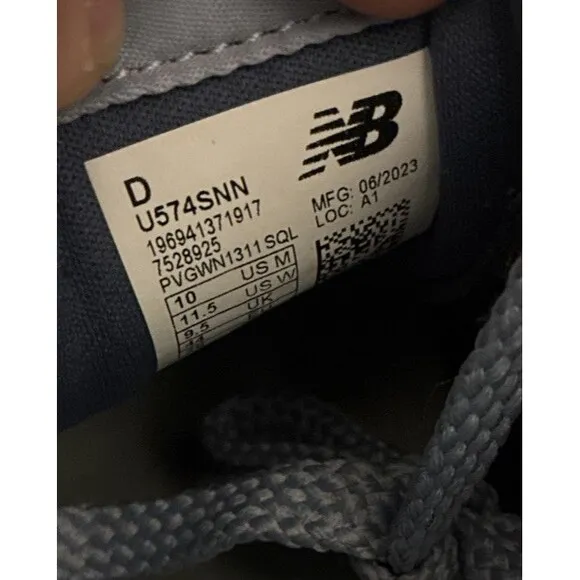 D
U574SNN
196941371917
7528925
PVGWN1311 SQL
10 US M
11.5 US W
9.5 UK
NB
MFG: 06/2023
LOC: A1